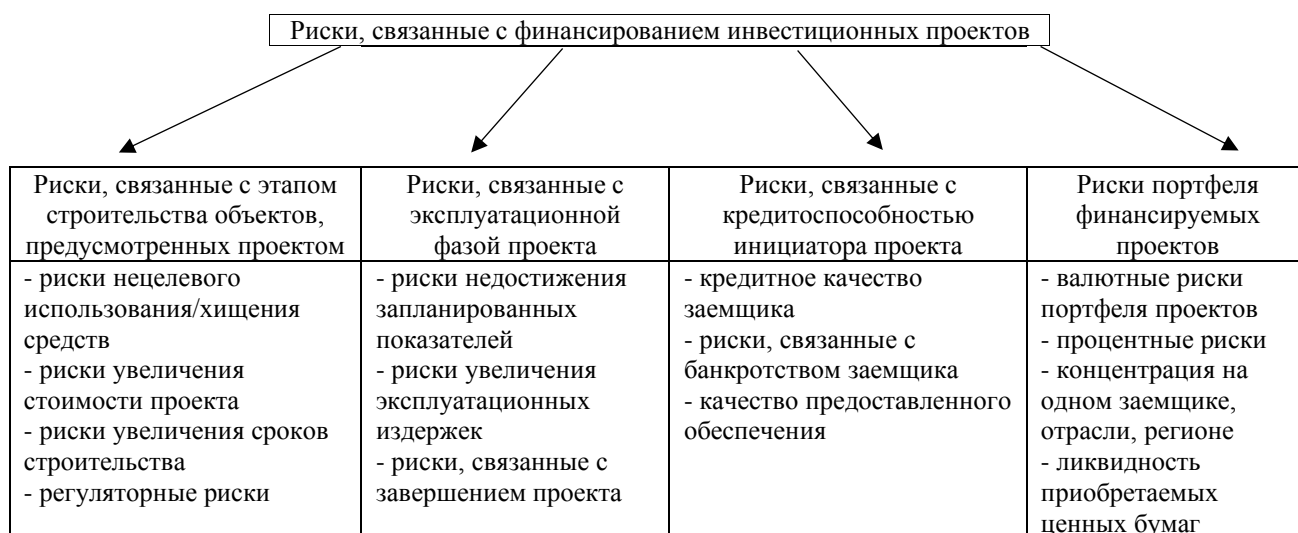 Риски, связанные с финансированием инвестиционных проектов
Риски, связанные с этапом
строительства объектов,
предусмотренных проектом
Риски, связанные с
эксплуатационной
фазой проекта
Риски, связанные с
кредитоспособностью
инициатора проекта
Риски портфеля
финансируемых
проектов
- риски нецелевого
использования/хищения
средств
- риски увеличения
стоимости проекта
- риски увеличения сроков
строительства
- регуляторные риски
- риски недостижения
запланированных
показателей
- риски увеличения
эксплуатационных
издержек
- риски, связанные с
завершением проекта
- кредитное качество
заемщика
- риски, связанные с
банкротством заемщика
- качество предоставленного
обеспечения
- валютные риски
портфеля проектов
- процентные риски
- концентрация на
одном заемщике,
отрасли, регионе
- ликвидность
приобретаемых
ценных бумаг